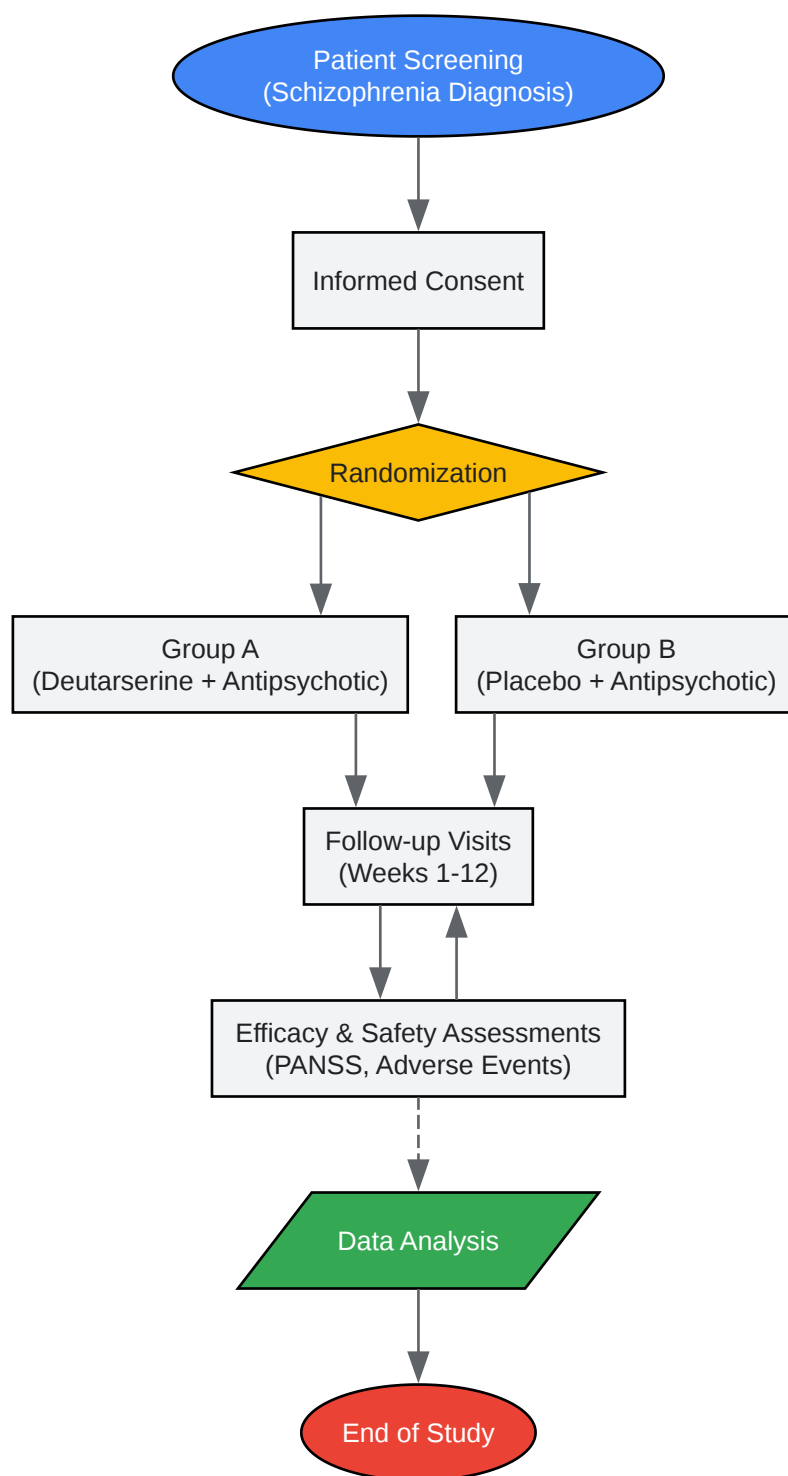 Patient Screening
(Schizophrenia Diagnosis)
Informed Consent
Randomization
Group A
(Deutarserine + Antipsychotic)
Group B
(Placebo + Antipsychotic)
Follow-up Visits
(Weeks 1-12)
Efficacy & Safety Assessments
(PANSS, Adverse Events)
Data Analysis
End of Study